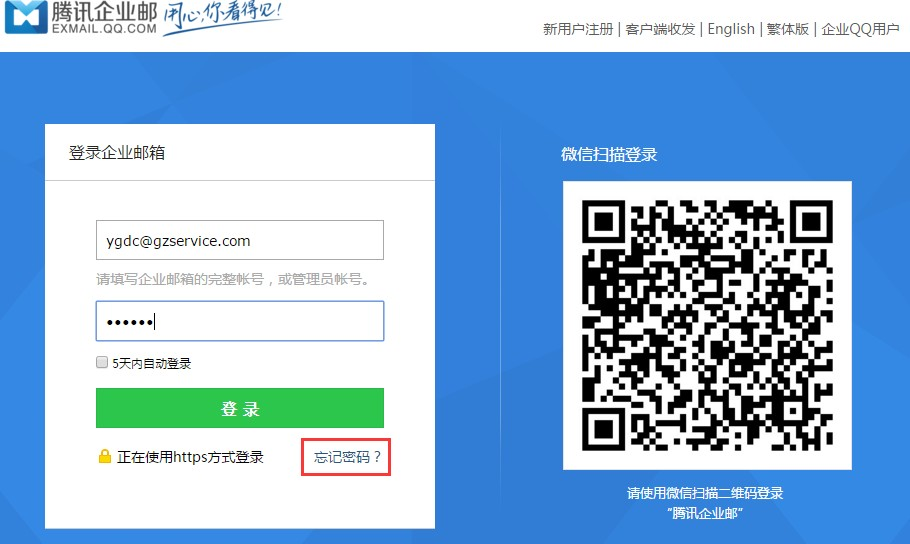 腾讯企业邮 用心,你看得见!
EXMAIL.QQ.COM
新用户注册 | 客户端收发 | English | 繁体版 | 企业QQ用户
登录企业邮箱
ygdc@gzservice.com
请填写企业邮箱的完整帐号，或管理员帐号。
••••••
5天内自动登录
登 录
正在使用https方式登录 忘记密码？
微信扫描登录
请使用微信扫描二维码登录
“腾讯企业邮”